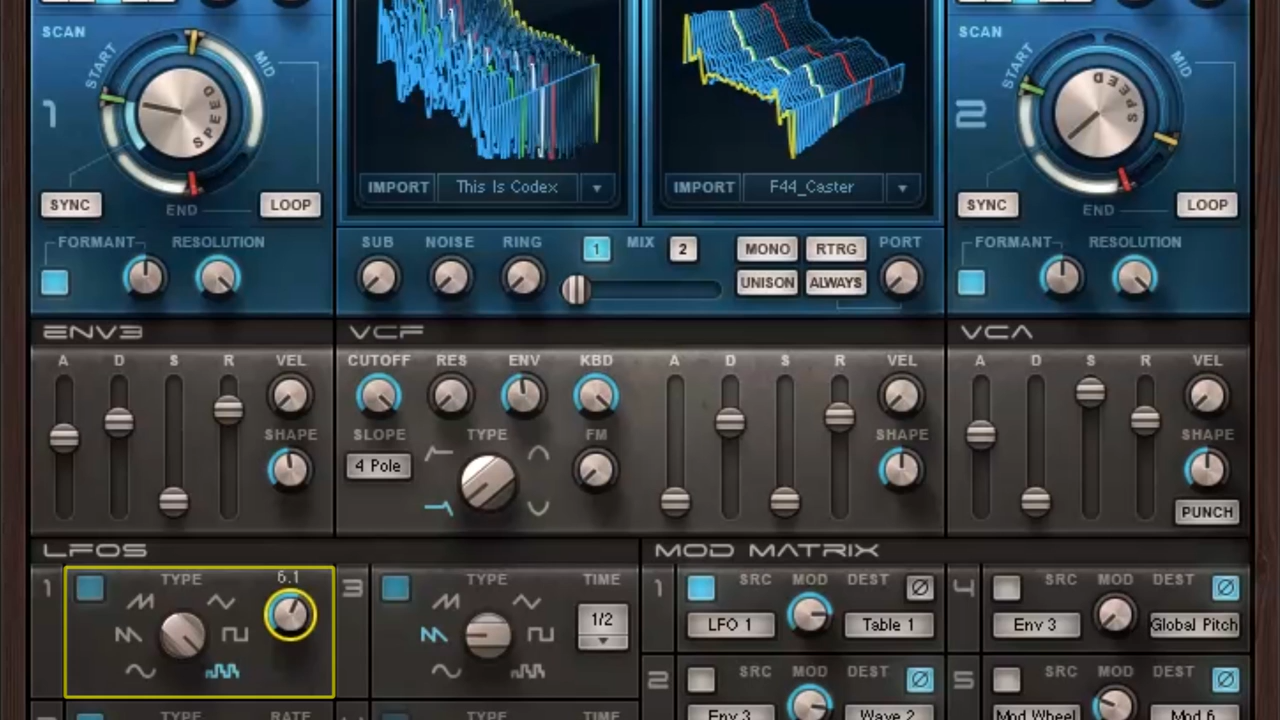 SCAN
START
MID
1
SPEED
SYNC
END
LOOP
FORMANT
RESOLUTION
IMPORT
This Is Codex
IMPORT
F44_Caster
SCAN
START
MID
2
SPEED
SYNC
END
LOOP
FORMANT
RESOLUTION
SUB NOISE RING 1 MIX 2 MONO RTRG PORT
UNISON ALWAYS
ENV3
A D S R VEL
SHAPE
VCF
CUTOFF RES ENV KBD A D S R VEL
SLOPE TYPE FM SHAPE
4 Pole
VCA
A D S R VEL
SHAPE
PUNCH
LFOS
1 TYPE 6.1
3 TYPE TIME
1/2
TYPE RATE
TYPE TIME
MOD MATRIX
1 SRC MOD DEST Ø
LFO 1 Table 1
4 SRC MOD DEST Ø
Env 3 Global Pitch
2 SRC MOD DEST Ø
Env 3 Wave 2
5 SRC MOD DEST Ø
Mod Wheel Mod 6